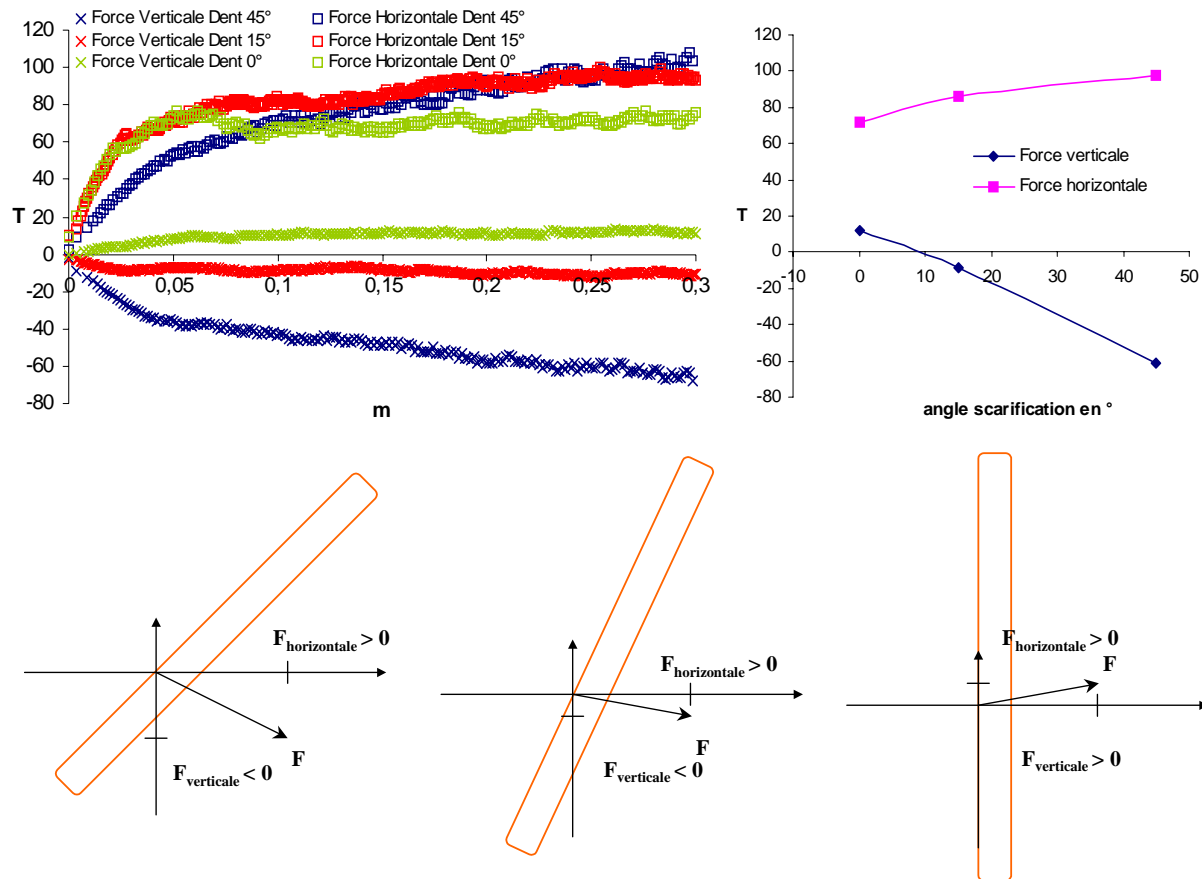 Force Verticale Dent 45° Force Horizontale Dent 45°
Force Verticale Dent 15° Force Horizontale Dent 15°
Force Verticale Dent 0° Force Horizontale Dent 0°
120
100
80
60
40
20
0
-20
-40
-60
-80
T
0 0,05 0,1 0,15 0,2 0,25 0,3
m
120
100
80
60
40
20
0
-20
-40
-60
-80
T
-10 0 10 20 30 40 50
Force verticale
Force horizontale
angle scarification en °
Fhorizontale > 0
F
Fverticale < 0
Fhorizontale > 0
F
Fverticale < 0
Fhorizontale > 0
F
Fverticale > 0